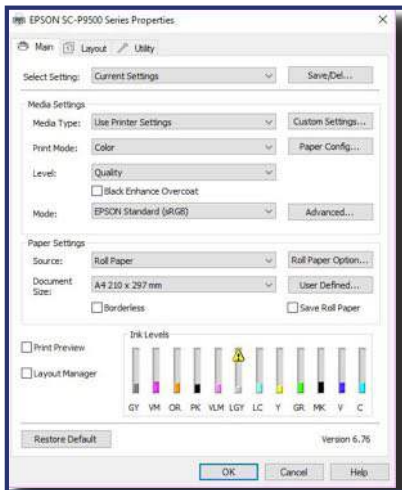 EPSON SC-P9500 Series Properties
Main Layout Utility
Select Setting: Current Settings Save/Del...
Media Settings
Media Type: Use Printer Settings Custom Settings...
Print Mode: Color Paper Config...
Level: Quality
Black Enhance Overcoat
Mode: EPSON Standard (sRGB) Advanced...
Paper Settings
Source: Roll Paper Roll Paper Option...
Document Size: A4 210 x 297 mm User Defined...
Borderless Save Roll Paper
Print Preview
Layout Manager
Ink Levels
GY VM OR PK VLM LGY LC Y GR MK V C
Restore Default Version 6.76
OK Cancel Help